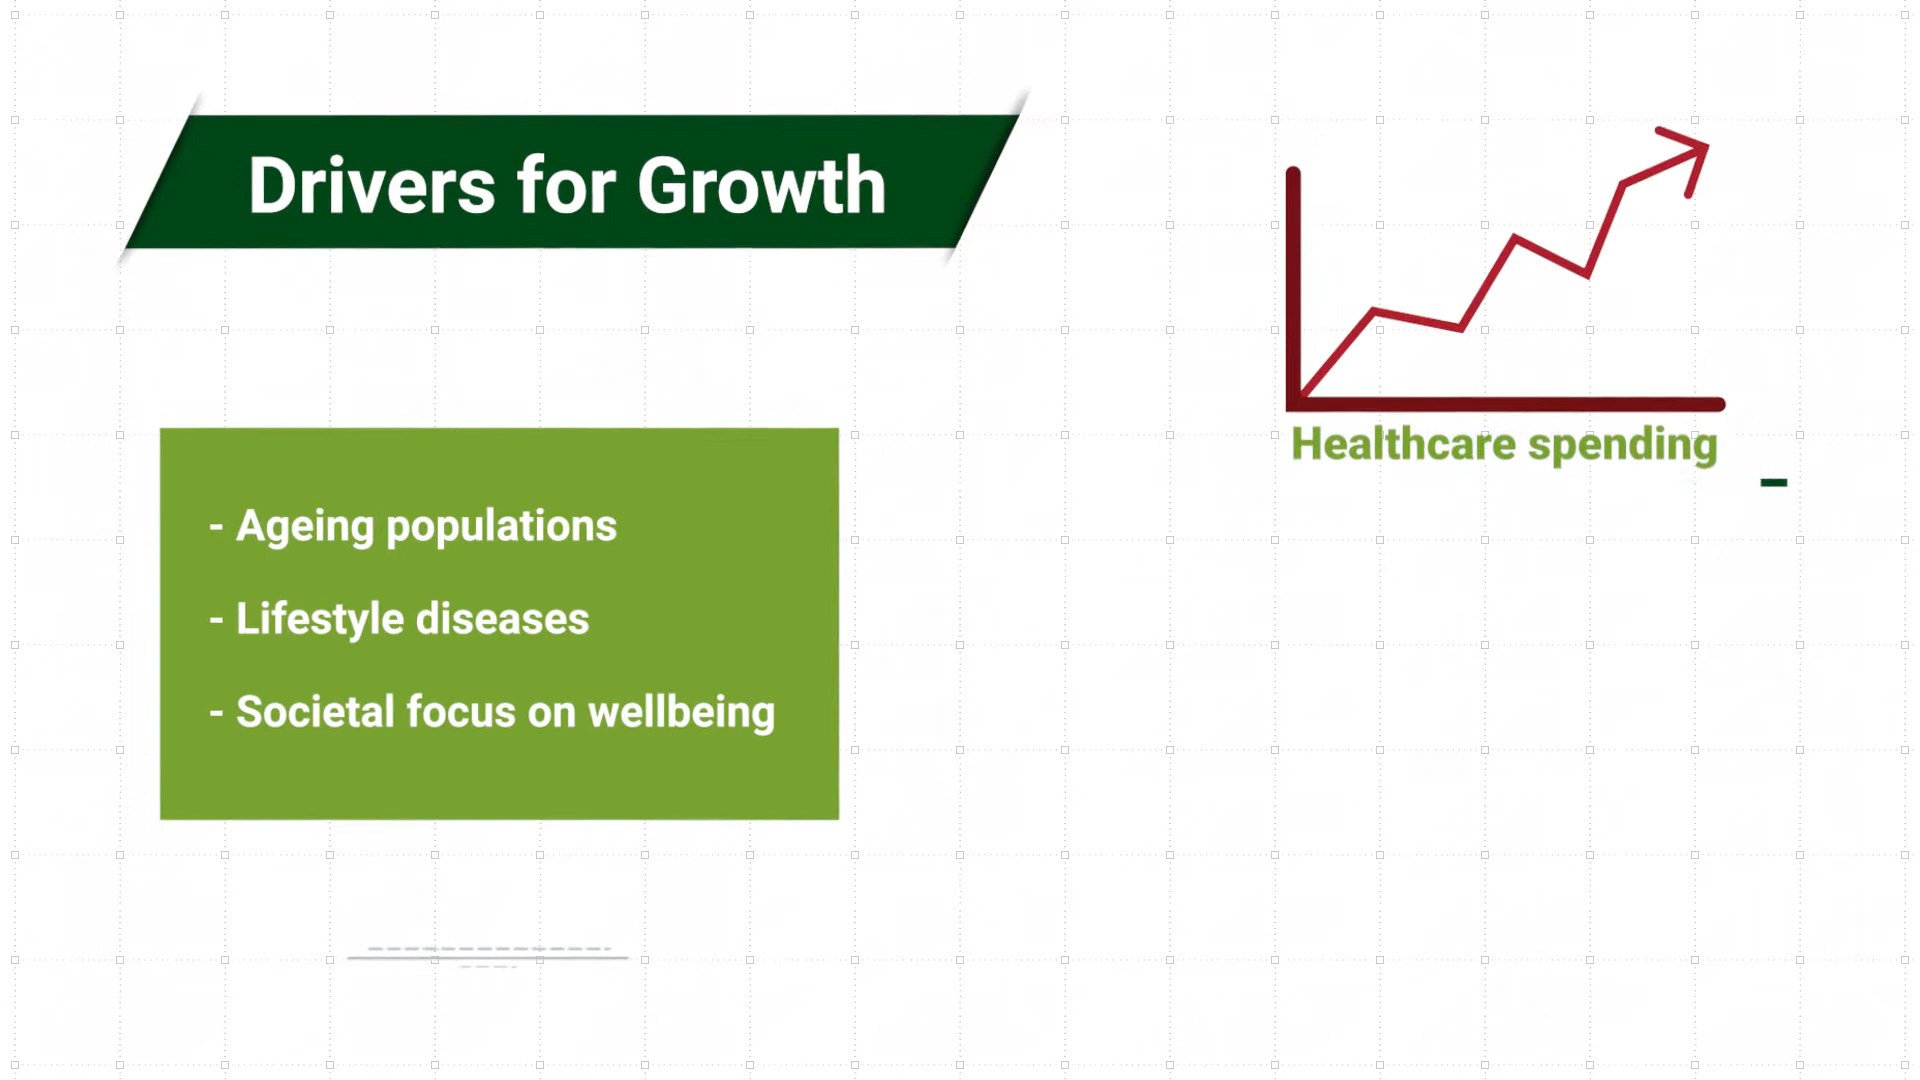 Drivers for Growth
- Ageing populations
- Lifestyle diseases
- Societal focus on wellbeing
Healthcare spending